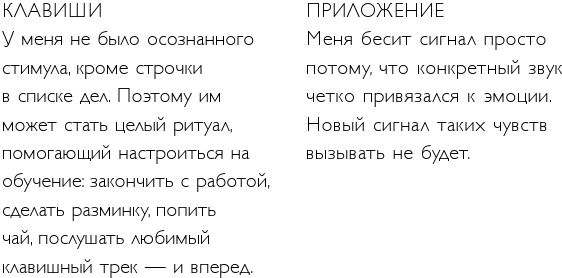 КЛАВИШИ
У меня не было осознанного
стимула, кроме строчки
в списке дел. Поэтому им
может стать целый ритуал,
помогающий настроиться на
обучение: закончить с работой,
сделать разминку, попить
чай, послушать любимый
клавишный трек — и вперед.
ПРИЛОЖЕНИЕ
Меня бесит сигнал просто
потому, что конкретный звук
четко привязался к эмоции.
Новый сигнал таких чувств
вызывать не будет.